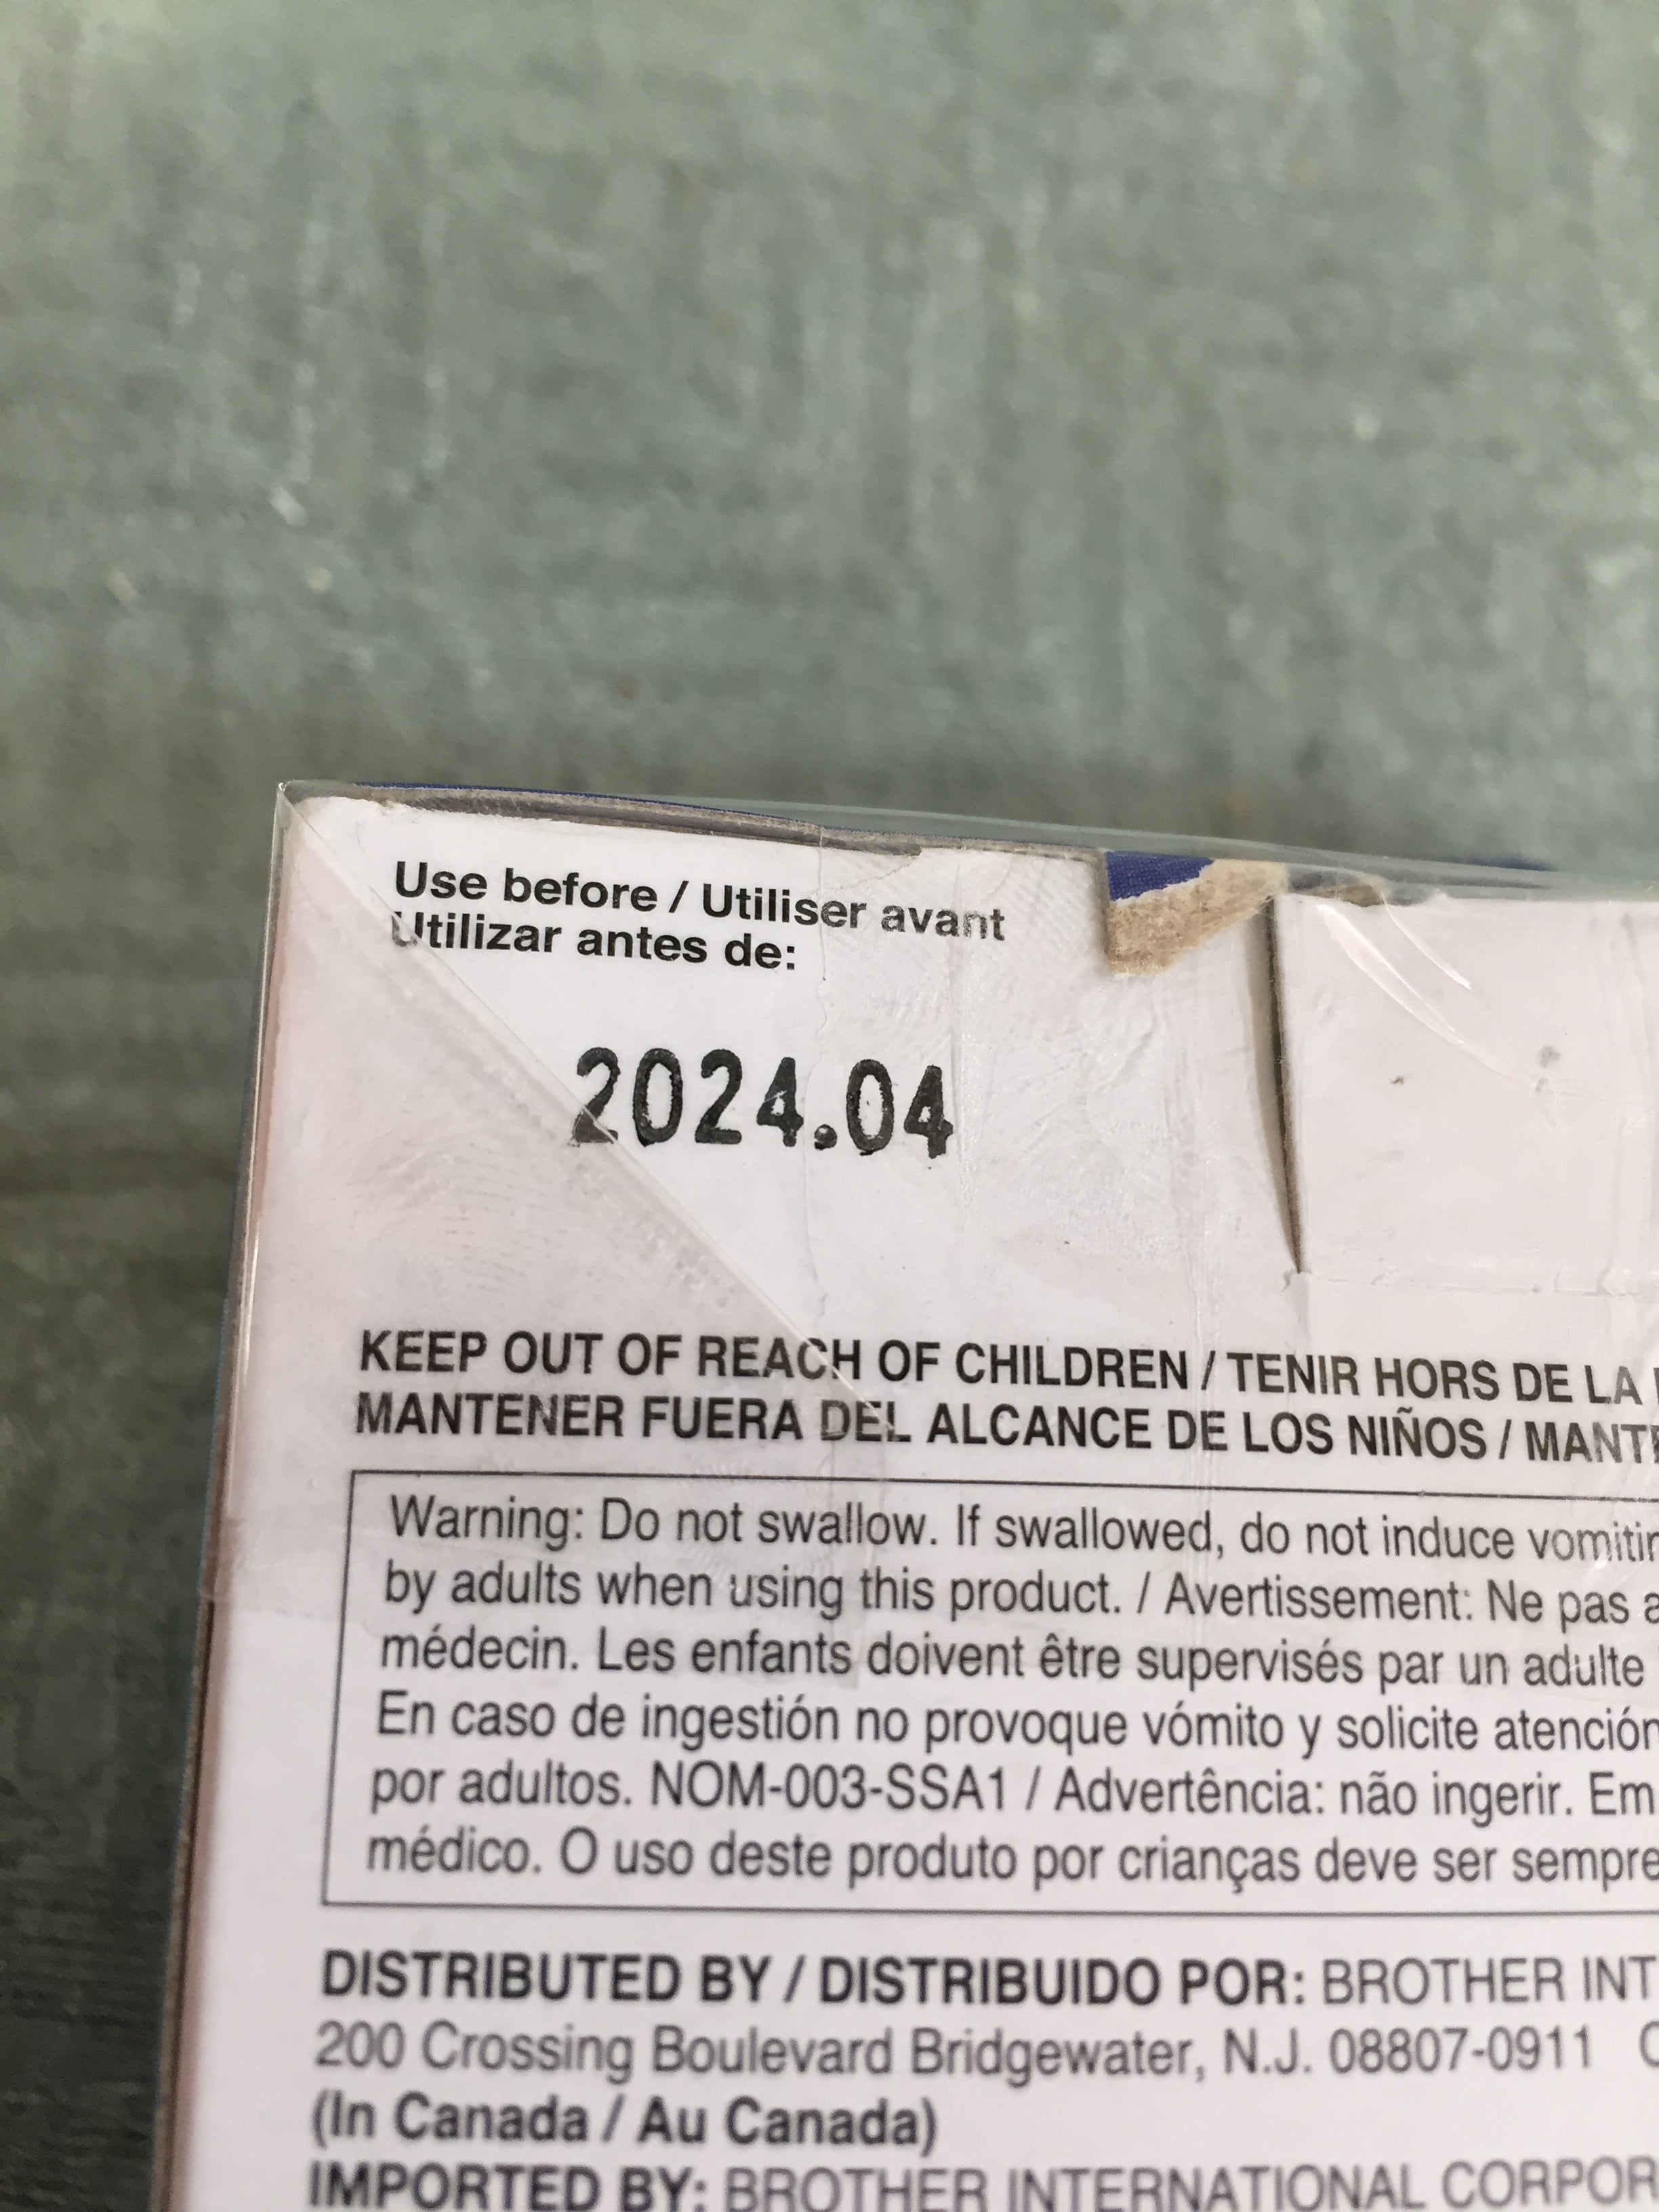 Use before / Utiliser avant
Utilizar antes de:
2024.04
KEEP OUT OF REACH OF CHILDREN / TENIR HORS DE LA
MANTENER FUERA DEL ALCANCE DE LOS NIÑOS /
Warning: Do not swallow. If swallowed, do not induce
by adults when using this product. / Avertissement: Ne pas
médecin. Les enfants doivent être supervisés par un adulte
En caso de ingestión no provoque vómito y solicite atención
por adultos. NOM-003-SSA1 / Advertência: não ingerir. Em
médico. O uso deste produto por crianças deve ser sempre
DISTRIBUTED BY / DISTRIBUIDO POR: BROTHER
200 Crossing Boulevard Bridgewater, N.J. 08807-0911
(In Canada / Au Canada)
IMPORTED BY: BROTHER INTERNATIONAL